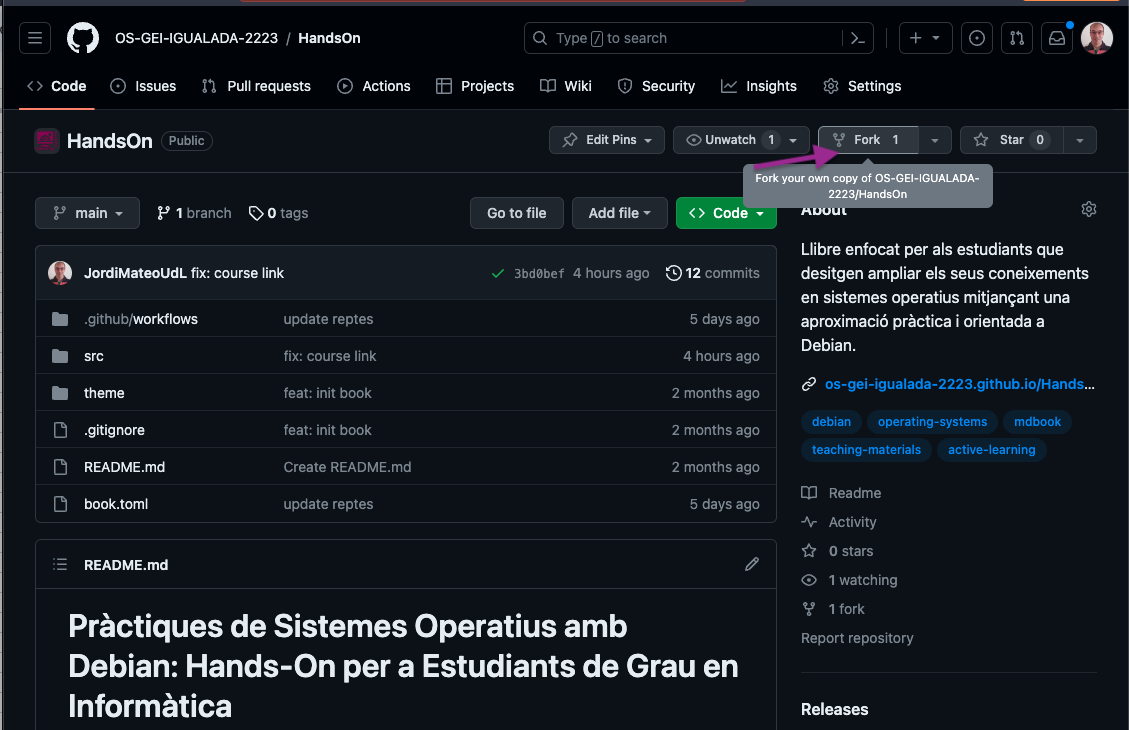 OS-GEI-IGUALADA-2223 / HandsOn
Type / to search
Code Issues Pull requests Actions Projects Wiki Security Insights Settings
HandsOn Public Edit Pins Unwatch 1 Fork 1 Star 0
Fork your own copy of OS-GEI-IGUALADA-
2223/HandsOn
main 1 branch 0 tags Go to file Add file Code
JordiMateoUdL fix: course link 3bd0bef 4 hours ago 12 commits
.github/workflows update reptes 5 days ago
src fix: course link 4 hours ago
theme feat: init book 2 months ago
.gitignore feat: init book 2 months ago
README.md Create README.md 2 months ago
book.toml update reptes 5 days ago
README.md
Pràctiques de Sistemes Operatius amb
Debian: Hands-On per a Estudiants de Grau en
Informàtica
About
Llibre enfocat per als estudiants que
desitgen ampliar els seus coneixements
en sistemes operatius mitjançant una
aproximació pràctica i orientada a
Debian.
os-gei-igualada-2223.github.io/Hands...
debian operating-systems mdbook
teaching-materials active-learning
Readme
Activity
0 stars
1 watching
1 fork
Report repository
Releases